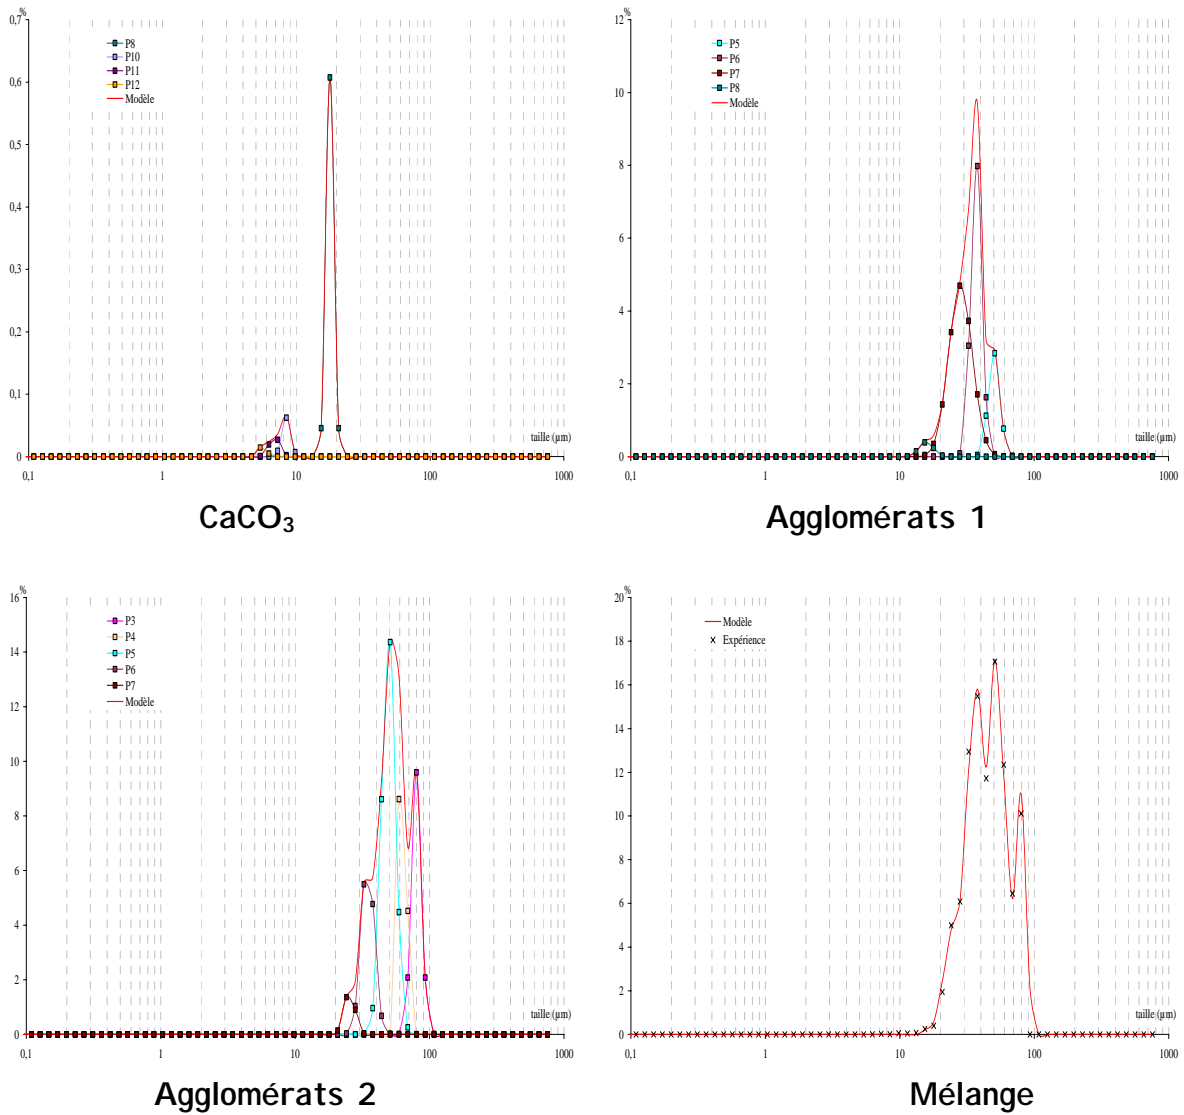 %
0,7
0,6
0,5
0,4
0,3
0,2
0,1
0
P8
P10
P11
P12
Modèle
taille (µm)
0,1 1 10 100 1000
CaCO₃
%
12
10
8
6
4
2
0
P5
P6
P7
P8
Modèle
taille (µm)
0,1 1 10 100 1000
Agglomérats 1
%
16
14
12
10
8
6
4
2
0
P3
P4
P5
P6
P7
Modèle
taille (µm)
0,1 1 10 100 1000
Agglomérats 2
%
20
18
16
14
12
10
8
6
4
2
0
Modèle
Expérience
taille (µm)
0,1 1 10 100 1000
Mélange